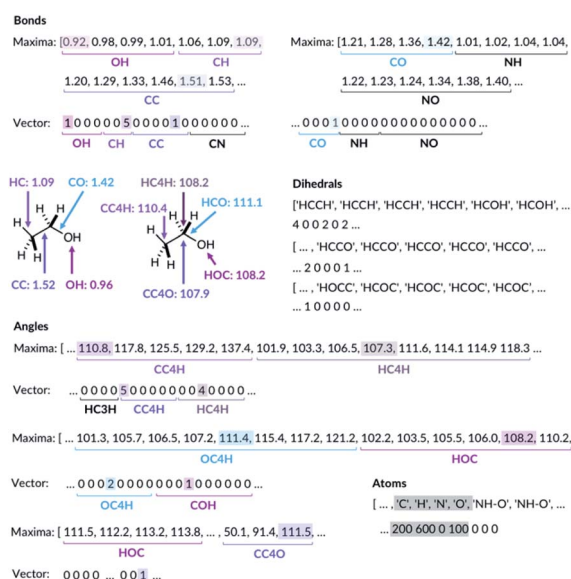 Bonds
Maxima: [0.92, 0.98, 0.99, 1.01, 1.06, 1.09, 1.09,
OH CH
1.20, 1.29, 1.33, 1.46, 1.51, 1.53, ...
CC
Vector: 1 0 0 0 0 0 5 0 0 0 0 1 0 0 0 0 0 0 ...
OH CH CC CN
Maxima: [1.21, 1.28, 1.36, 1.42, 1.01, 1.02, 1.04, 1.04,
CO NH
1.22, 1.23, 1.24, 1.34, 1.38, 1.40, ...
NO
... 0 0 0 1 0 0 0 0 0 0 0 0 0 0 0 0 0 ...
CO NH NO
HC: 1.09 CO: 1.42
H H
H
H H
OH
CC: 1.52 OH: 0.96
HC4H: 108.2
CC4H: 110.4
HCO: 111.1
H H
H
H H
OH
HOC: 108.2
CC4O: 107.9
Dihedrals
['HCCH', 'HCCH', 'HCCH', 'HCCH', 'HCOH', 'HCOH', ...
4 0 0 2 0 2 ...
[ ... , 'HCCO', 'HCCO', 'HCCO', 'HCCO', 'HCCO', ...
... 2 0 0 0 1 ...
[ ... , 'HOCC', 'HCOC', 'HCOC', 'HCOC', 'HCOC', ...
... 1 0 0 0 0 ...
Angles
Maxima: [ ... 110.8, 117.8, 125.5, 129.2, 137.4, 101.9, 103.3, 106.5, 107.3, 111.6, 114.1 114.9 118.3 ...
CC4H HC4H
Vector: ... 0 0 0 0 5 0 0 0 0 0 0 0 4 0 0 0 0 ...
HC3H CC4H HC4H
Maxima: [ ... 101.3, 105.7, 106.5, 107.2, 111.4, 115.4, 117.2, 121.2, 102.2, 103.5, 105.5, 106.0, 108.2, 110.2,
OC4H HOC
Vector: ... 0 0 0 2 0 0 0 0 0 0 1 0 0 0 0 0 0 ...
OC4H COH
Maxima: [ 111.5, 112.2, 113.2, 113.8, ... , 50.1, 91.4, 111.5, ...
HOC CC4O
Vector: 0 0 0 0 ... 0 0 1
Atoms
[ ... , 'C', 'H', 'N', 'O', 'NH-O', 'NH-O', ...
... 200 600 0 100 0 0 0